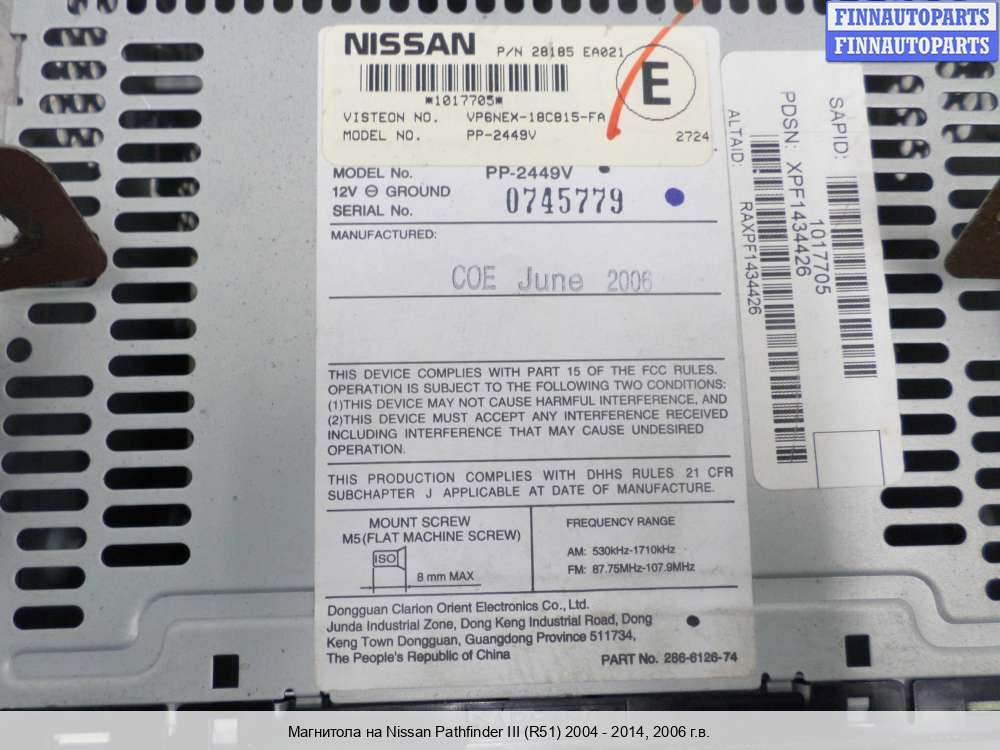 FINNAUTOPARTS
FINNAUTOPARTS
NISSAN P/N 28185 EA021
E
*1017705*
VISTEON NO. VP6NEX-18C815-FA
MODEL NO. PP-2449V 2724
MODEL No. PP-2449V
12V ⊖ GROUND
SERIAL No. 0745779
MANUFACTURED:
COE June 2006
THIS DEVICE COMPLIES WITH PART 15 OF THE FCC RULES.
OPERATION IS SUBJECT TO THE FOLLOWING TWO CONDITIONS:
(1)THIS DEVICE MAY NOT CAUSE HARMFUL INTERFERENCE, AND
(2)THIS DEVICE MUST ACCEPT ANY INTERFERENCE RECEIVED
INCLUDING INTERFERENCE THAT MAY CAUSE UNDESIRED
OPERATION.
THIS PRODUCTION COMPLIES WITH DHHS RULES 21 CFR
SUBCHAPTER J APPLICABLE AT DATE OF MANUFACTURE.
MOUNT SCREW
M5(FLAT MACHINE SCREW)
ISO
8 mm MAX
FREQUENCY RANGE
AM: 530kHz-1710kHz
FM: 87.75MHz-107.9MHz
Dongguan Clarion Orient Electronics Co., Ltd.
Junda Industrial Zone, Dong Keng Industrial Road, Dong
Keng Town Dongguan, Guangdong Province 511734,
The People's Republic of China
PART No. 286-6126-74
SAPID:
1017705
PDSN: XPF1434426
ALTAID:
RAXPF1434426
Магнитола на Nissan Pathfinder III (R51) 2004 - 2014, 2006 г.в.